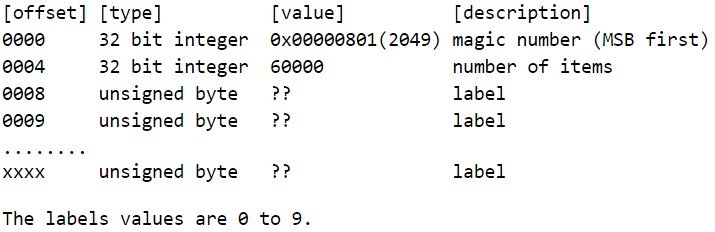 [offset] [type] [value] [description]
0000 32 bit integer 0x00000801(2049) magic number (MSB first)
0004 32 bit integer 60000 number of items
0008 unsigned byte ?? label
0009 unsigned byte ?? label
........
xxxx unsigned byte ?? label
The labels values are 0 to 9.